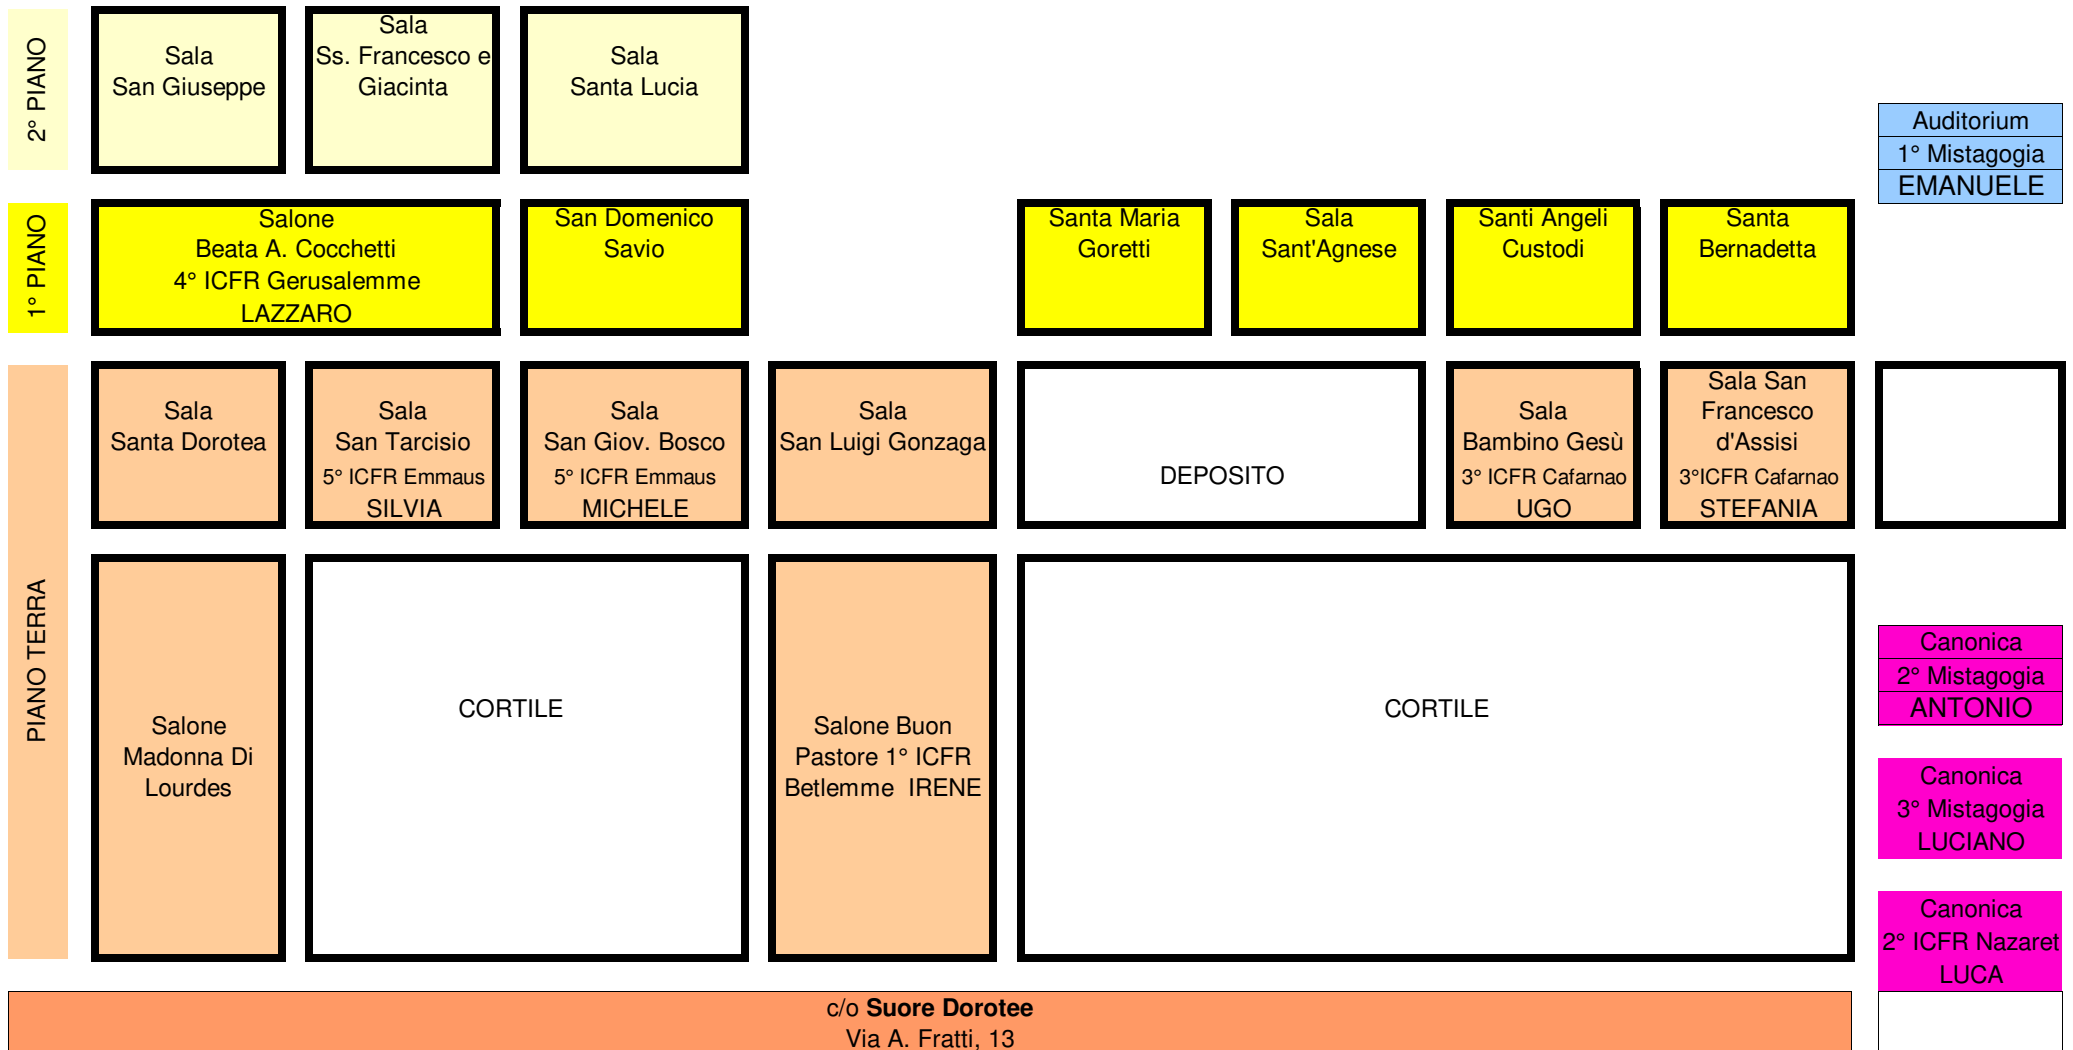 2° PIANO
Sala
San Giuseppe
Sala
Ss. Francesco e
Giacinta
Sala
Santa Lucia
Auditorium
1° Mistagogia
EMANUELE
1° PIANO
Salone
Beata A. Cocchetti
4° ICFR Gerusalemme
LAZZARO
San Domenico
Savio
Santa Maria
Goretti
Sala
Sant'Agnese
Santi Angeli
Custodi
Santa
Bernadetta
PIANO TERRA
Sala
Santa Dorotea
Sala
San Tarcisio
5° ICFR Emmaus
SILVIA
Sala
San Giov. Bosco
5° ICFR Emmaus
MICHELE
Sala
San Luigi Gonzaga
DEPOSITO
Sala
Bambino Gesù
3° ICFR Cafarnao
UGO
Sala San
Francesco
d'Assisi
3°ICFR Cafarnao
STEFANIA
Salone
Madonna Di
Lourdes
CORTILE
Salone Buon
Pastore 1° ICFR
Betlemme  IRENE
CORTILE
Canonica
2° Mistagogia
ANTONIO
Canonica
3° Mistagogia
LUCIANO
Canonica
2° ICFR Nazaret
LUCA
c/o Suore Dorotee
Via A. Fratti, 13